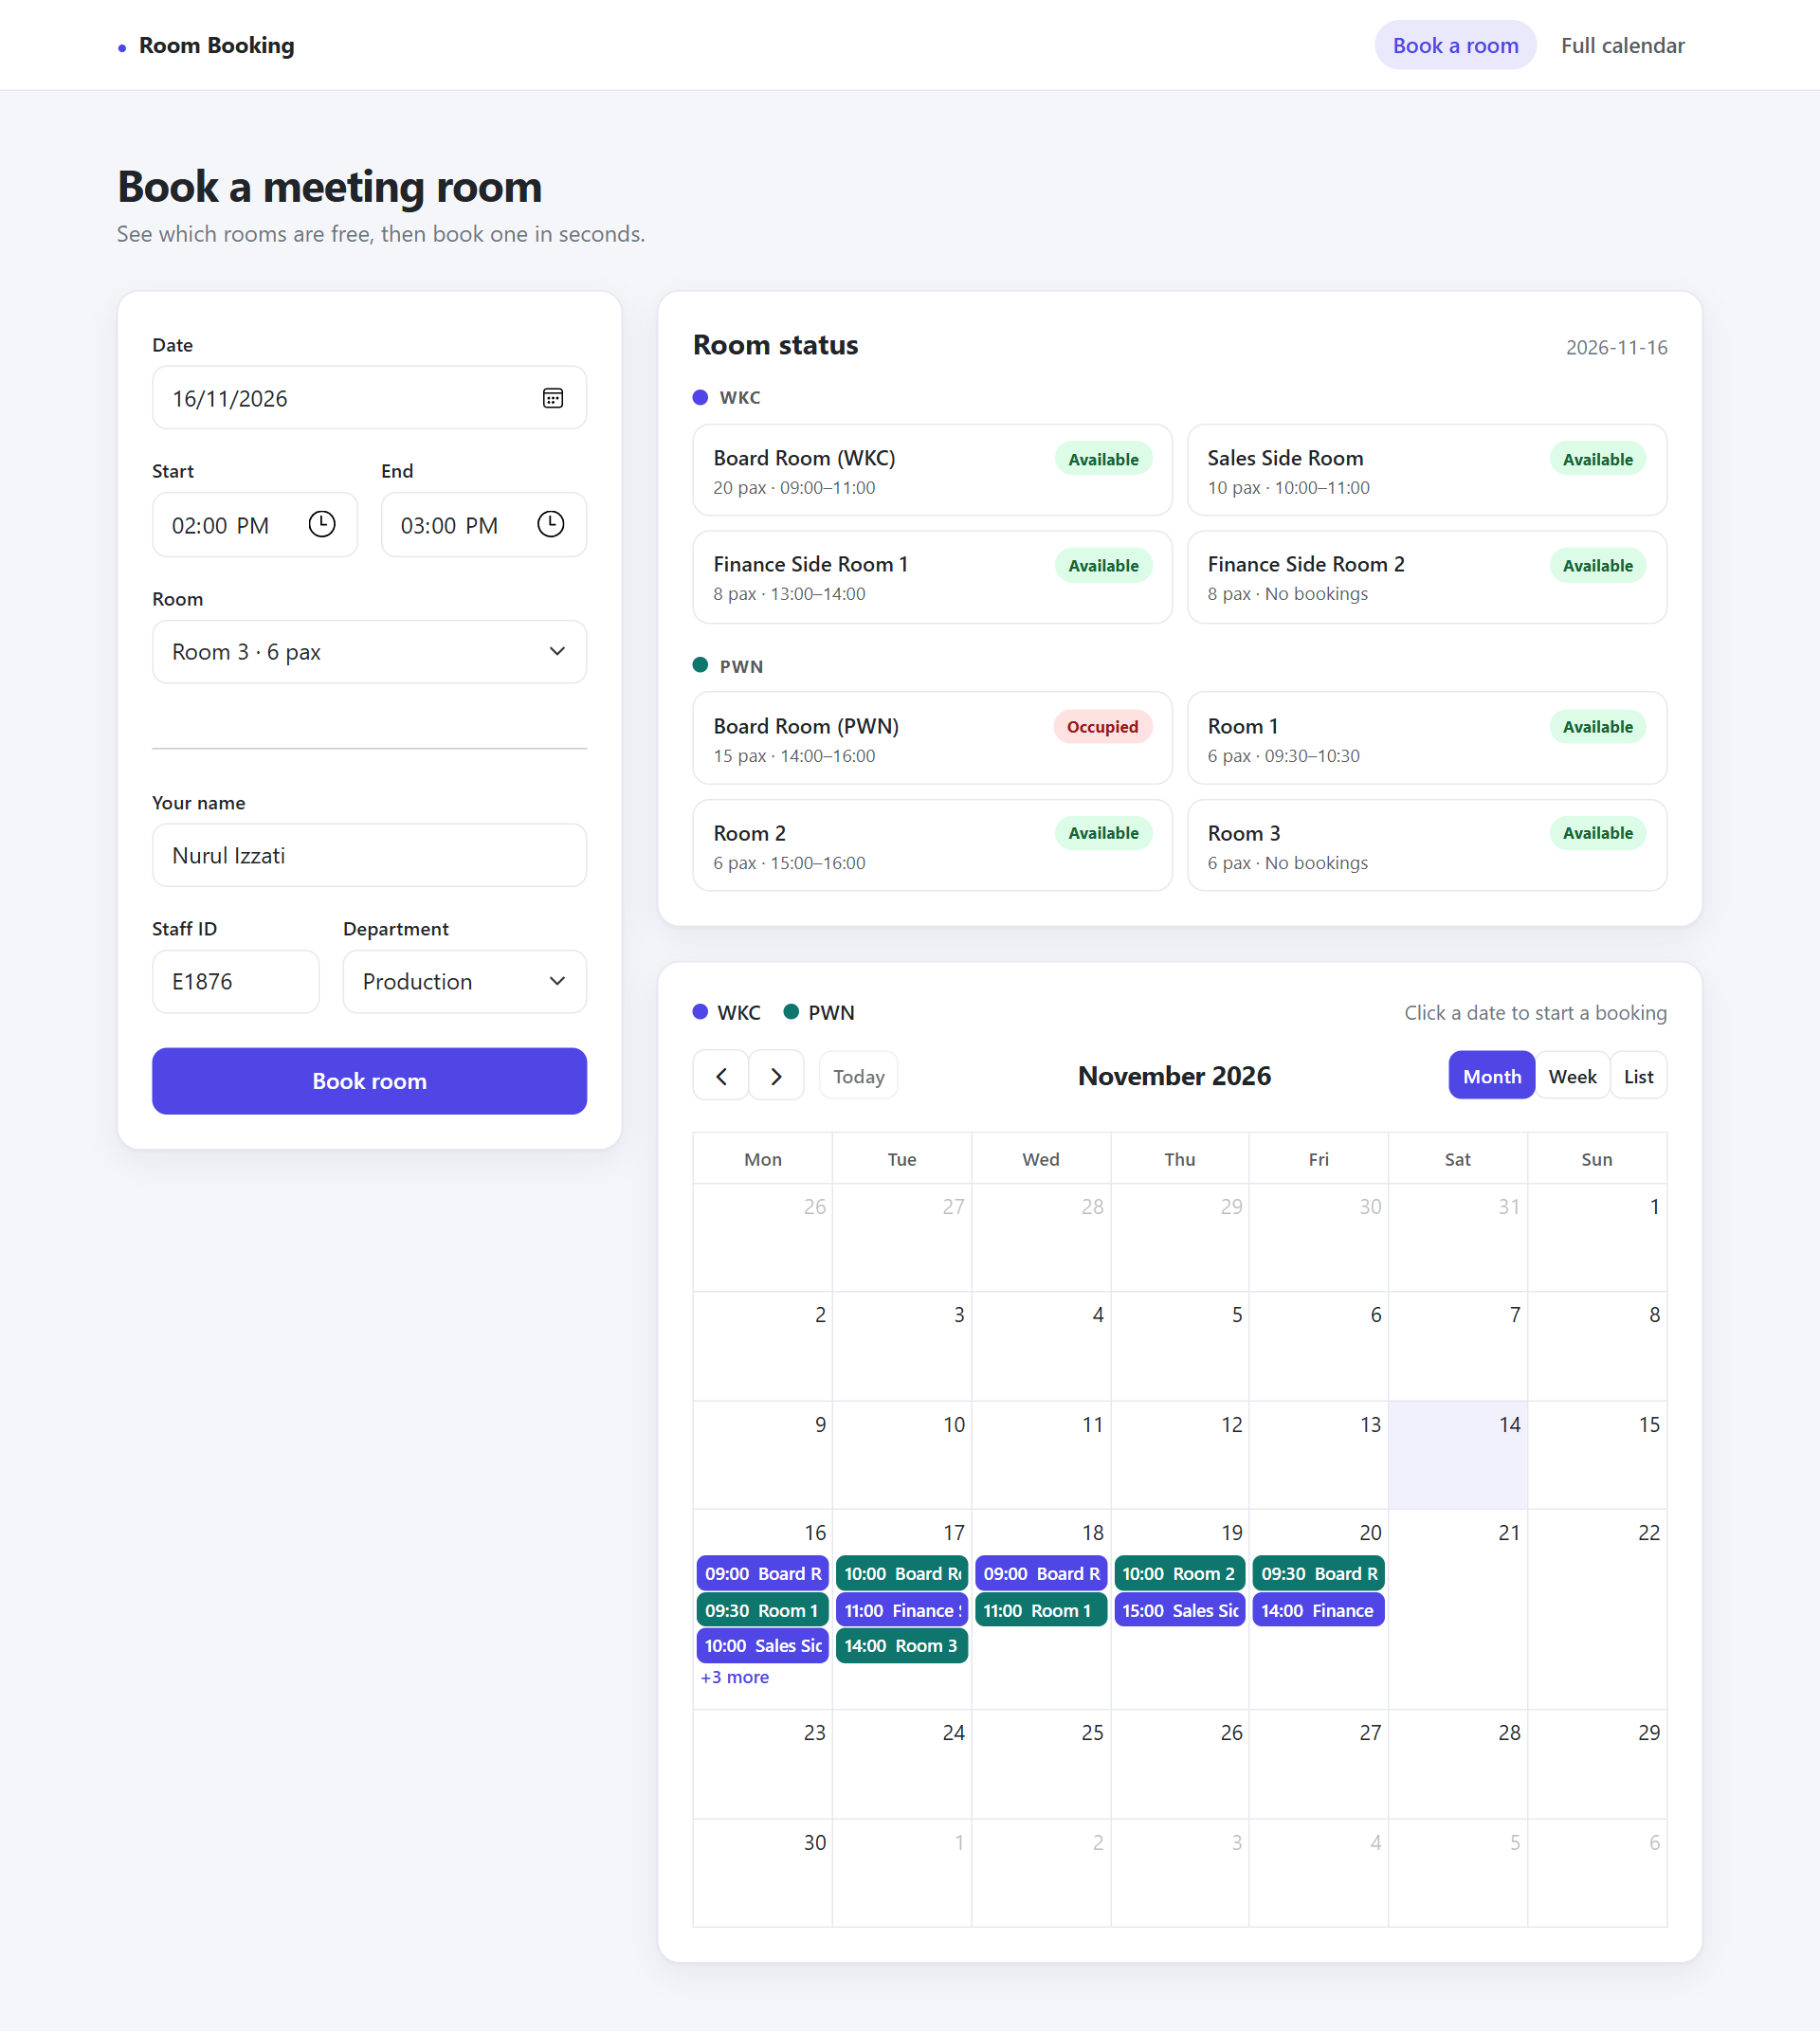 Room Booking
Book a room
Full calendar
Book a meeting room
See which rooms are free, then book one in seconds.
Date
16/11/2026
Start
End
02:00 PM
03:00 PM
Room
Room 3 · 6 pax
Your name
Nurul Izzati
Staff ID
Department
E1876
Production
Book room
Room status
2026-11-16
WKC
Board Room (WKC)
Available
20 pax · 09:00–11:00
Sales Side Room
Available
10 pax · 10:00–11:00
Finance Side Room 1
Available
8 pax · 13:00–14:00
Finance Side Room 2
Available
8 pax · No bookings
PWN
Board Room (PWN)
Occupied
15 pax · 14:00–16:00
Room 1
Available
6 pax · 09:30–10:30
Room 2
Available
6 pax · 15:00–16:00
Room 3
Available
6 pax · No bookings
WKC
PWN
Click a date to start a booking
Today
November 2026
Month
Week
List
Mon Tue Wed Thu Fri Sat Sun
26 27 28 29 30 31 1
2 3 4 5 6 7 8
9 10 11 12 13 14 15
16 17 18 19 20 21 22
09:00 Board R
09:30 Room 1
10:00 Sales Sid
+3 more
10:00 Board R
11:00 Finance
14:00 Room 3
09:00 Board R
11:00 Room 1
10:00 Room 2
15:00 Sales Sid
09:30 Board R
14:00 Finance
23 24 25 26 27 28 29
30 1 2 3 4 5 6